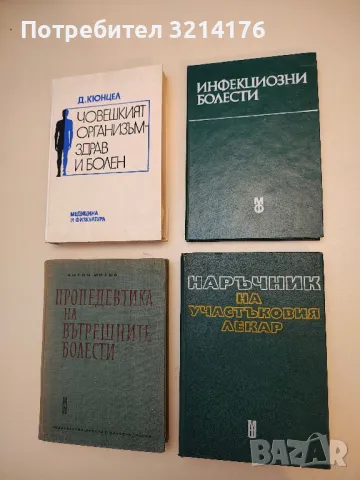 Потребител 3214176
Д. КЮНЦЕЛ
ЧОВЕШКИЯТ
ОРГАНИЗЪМ-
ЗДРАВ
И БОЛЕН
МЕДИЦИНА
И ФИЗКУЛТУРА
ИНФЕКЦИОЗНИ
БОЛЕСТИ
М
Ф
ПРОПЕДЕВТИКА
НА
ВЪТРЕШНИТЕ
БОЛЕСТИ
НАРЪЧНИК
НА
УЧАСТЪКОВИЯ
ЛЕКАР
BAZAR